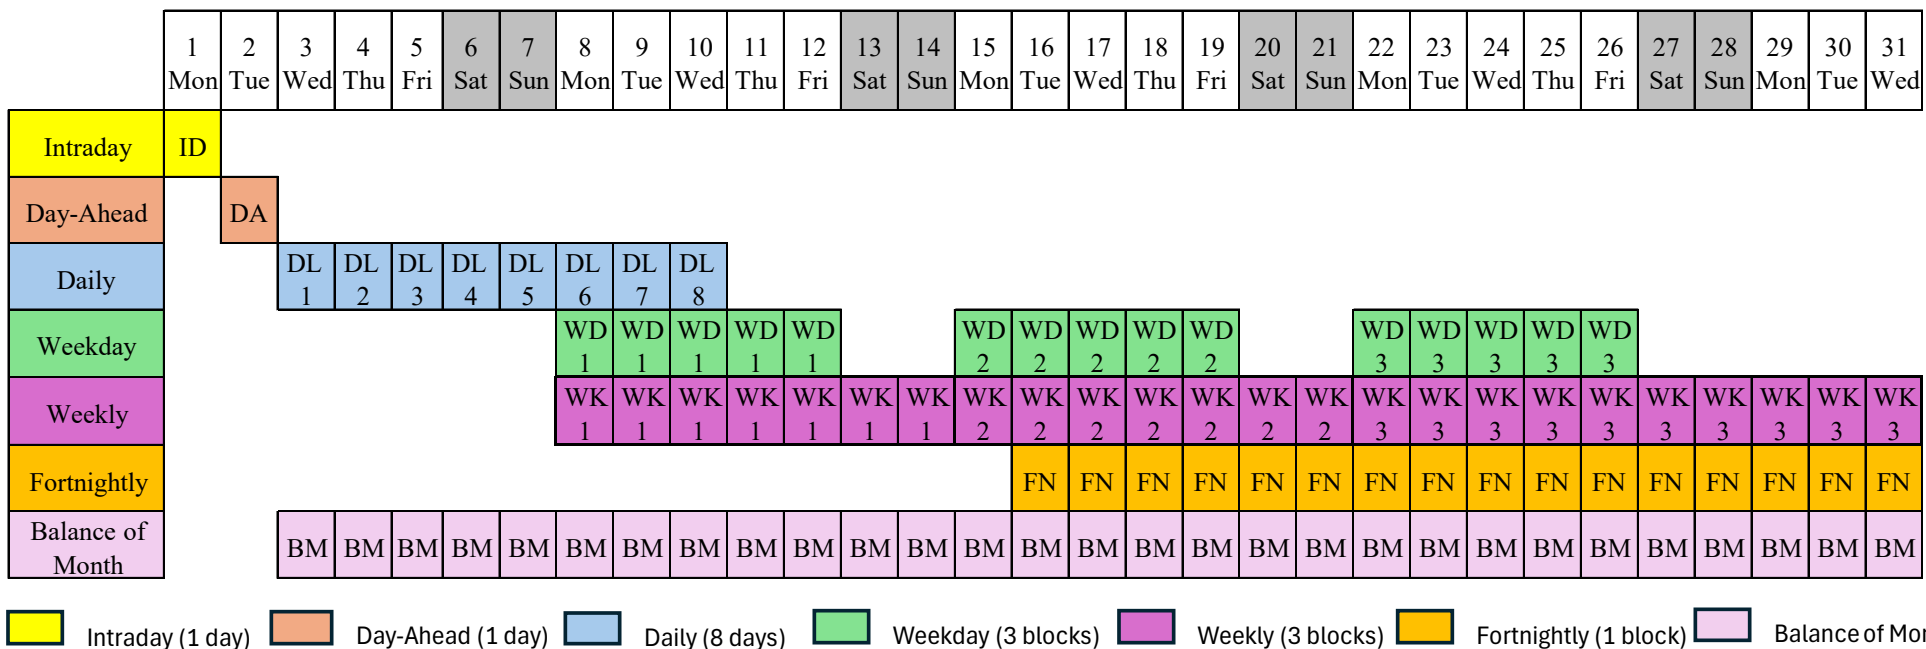 1 2 3 4 5 6 7 8 9 10 11 12 13 14 15 16 17 18 19 20 21 22 23 24 25 26 27 28 29 30 31
Mon Tue Wed Thu Fri Sat Sun Mon Tue Wed Thu Fri Sat Sun Mon Tue Wed Thu Fri Sat Sun Mon Tue Wed Thu Fri Sat Sun Mon Tue Wed
Intraday ID
Day-Ahead DA
DL DL DL DL DL DL DL DL
Daily
1 2 3 4 5 6 7 8
WD WD WD WD WD WD WD WD WD WD WD WD WD WD WD
Weekday
1 1 1 1 1 2 2 2 2 2 3 3 3 3 3
WK WK WK WK WK WK WK WK WK WK WK WK WK WK WK WK WK WK WK WK WK WK WK WK
Weekly
1 1 1 1 1 1 1 2 2 2 2 2 2 2 3 3 3 3 3 3 3 3 3 3
Fortnightly FN FN FN FN FN FN FN FN FN FN FN FN FN FN FN FN
Balance of
Month
BM BM BM BM BM BM BM BM BM BM BM BM BM BM BM BM BM BM BM BM BM BM BM BM BM BM BM BM BM
Intraday (1 day) Day-Ahead (1 day) Daily (8 days) Weekday (3 blocks) Weekly (3 blocks) Fortnightly (1 block) Balance of Mon